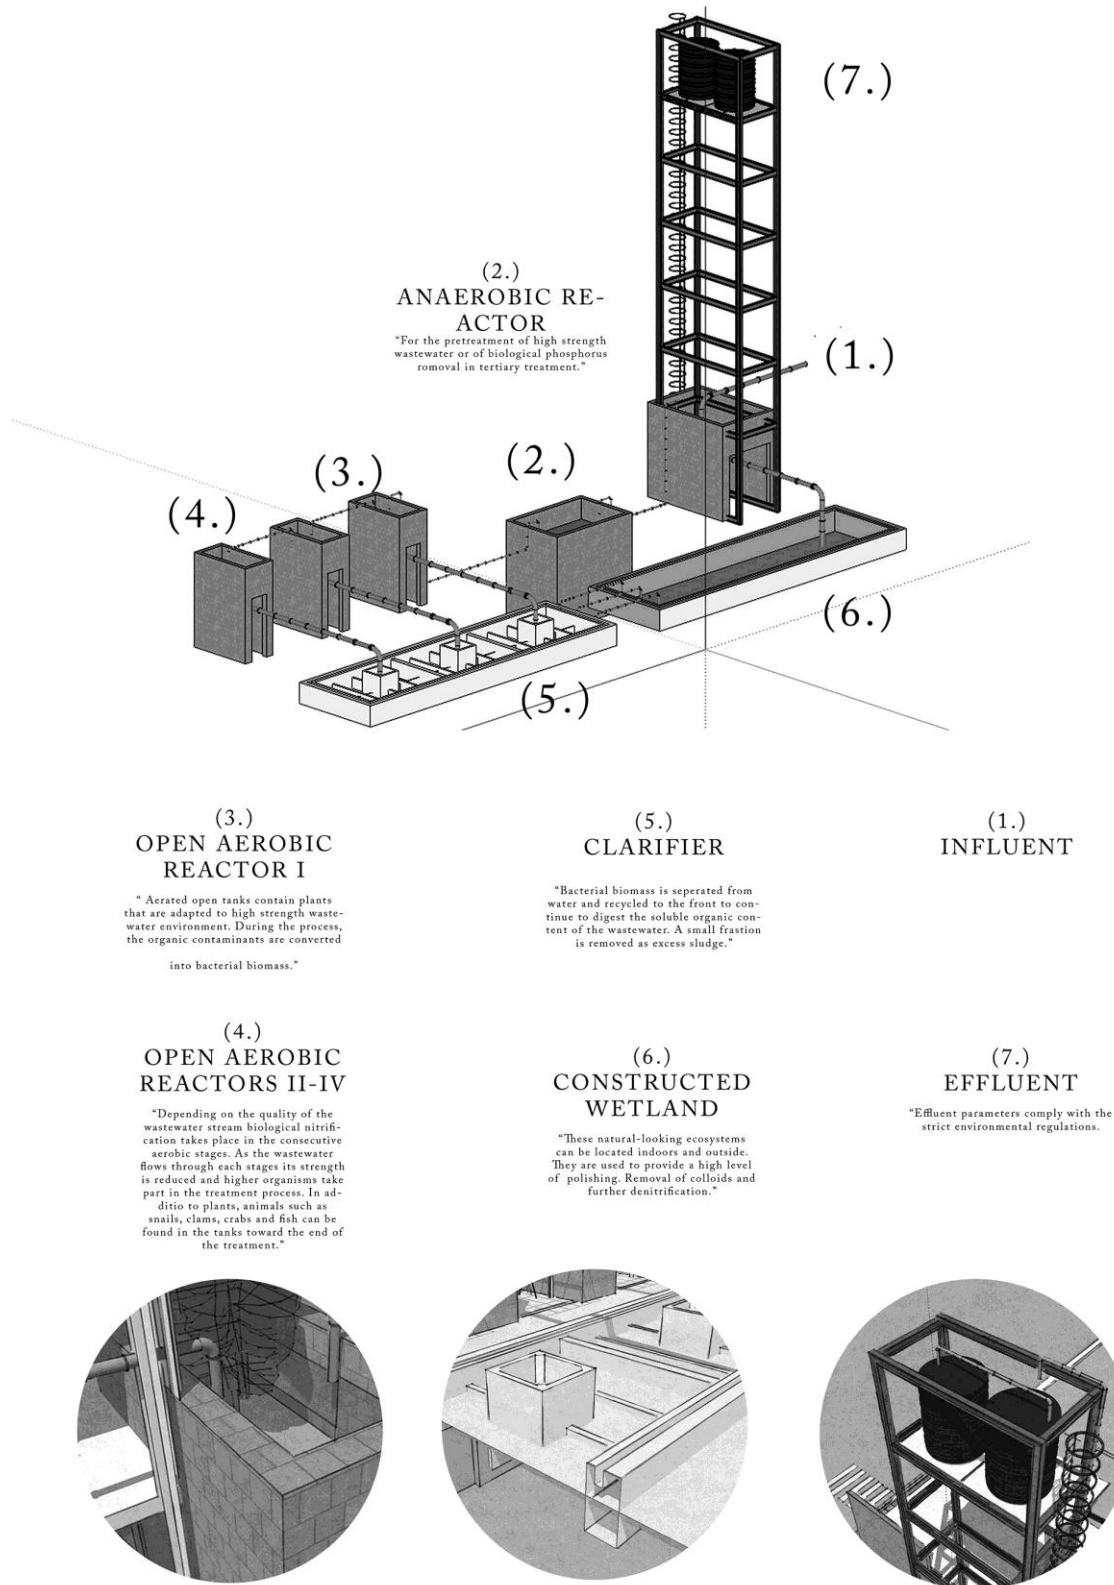 (7.)
(2.)
ANAEROBIC RE-
ACTOR
“For the pretreatment of high strength
wastewater or of biological phosphorus
romoval in tertiary treatment.”
(1.)
(2.)
(3.)
(4.)
(6.)
(5.)
(3.)
OPEN AEROBIC
REACTOR I
“ Aerated open tanks contain plants
that are adapted to high strength waste-
water environment. During the process,
the organic contaminants are converted
into bacterial biomass.”
(5.)
CLARIFIER
“Bacterial biomass is seperated from
water and recycled to the front to con-
tinue to digest the soluble organic con-
tent of the wastewater. A small frastion
is removed as excess sludge.”
(1.)
INFLUENT
(4.)
OPEN AEROBIC
REACTORS II-IV
“Depending on the quality of the
wastewater stream biological nitrifi-
cation takes place in the consecutive
aerobic stages. As the wastewater
flows through each stages its strength
is reduced and higher organisms take
part in the treatment process. In ad-
ditio to plants, animals such as
snails, clams, crabs and fish can be
found in the tanks toward the end of
the treatment.”
(6.)
CONSTRUCTED
WETLAND
“These natural-looking ecosystems
can be located indoors and outside.
They are used to provide a high level
of polishing. Removal of colloids and
further denitrification.”
(7.)
EFFLUENT
“Effluent parameters comply with the
strict environmental regulations.